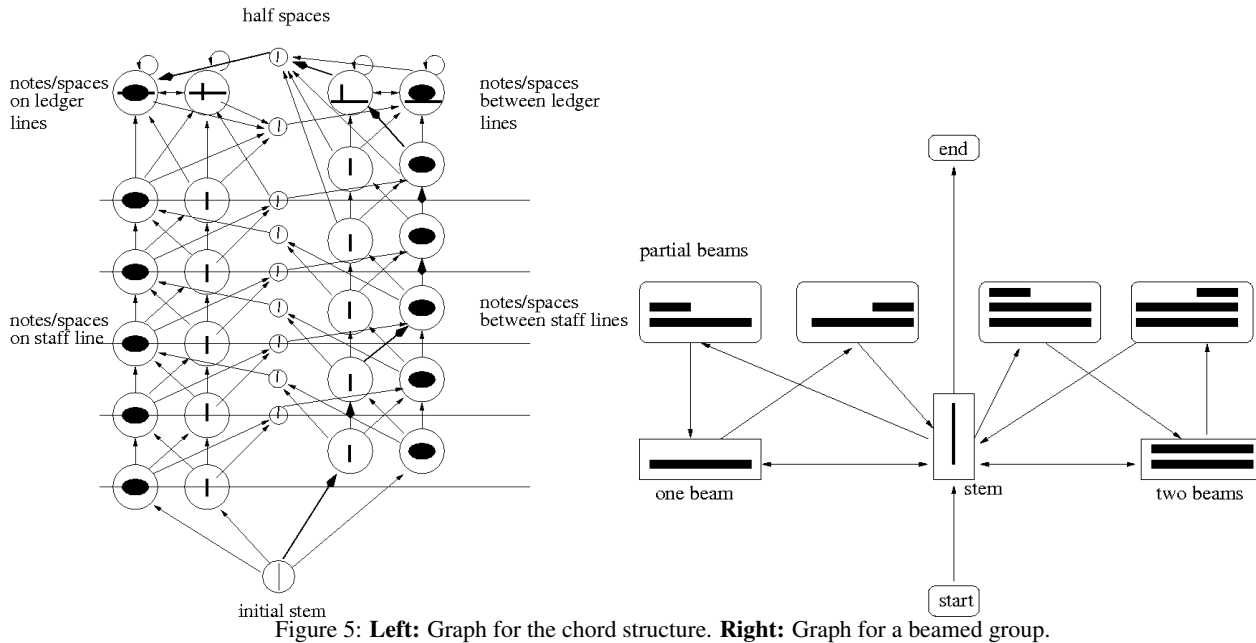 half spaces
notes/spaces
on ledger
lines
notes/spaces
between ledger
lines
notes/spaces
on staff line
notes/spaces
between staff lines
initial stem
end
partial beams
one beam
stem
two beams
start
Figure 5: Left: Graph for the chord structure. Right: Graph for a beamed group.